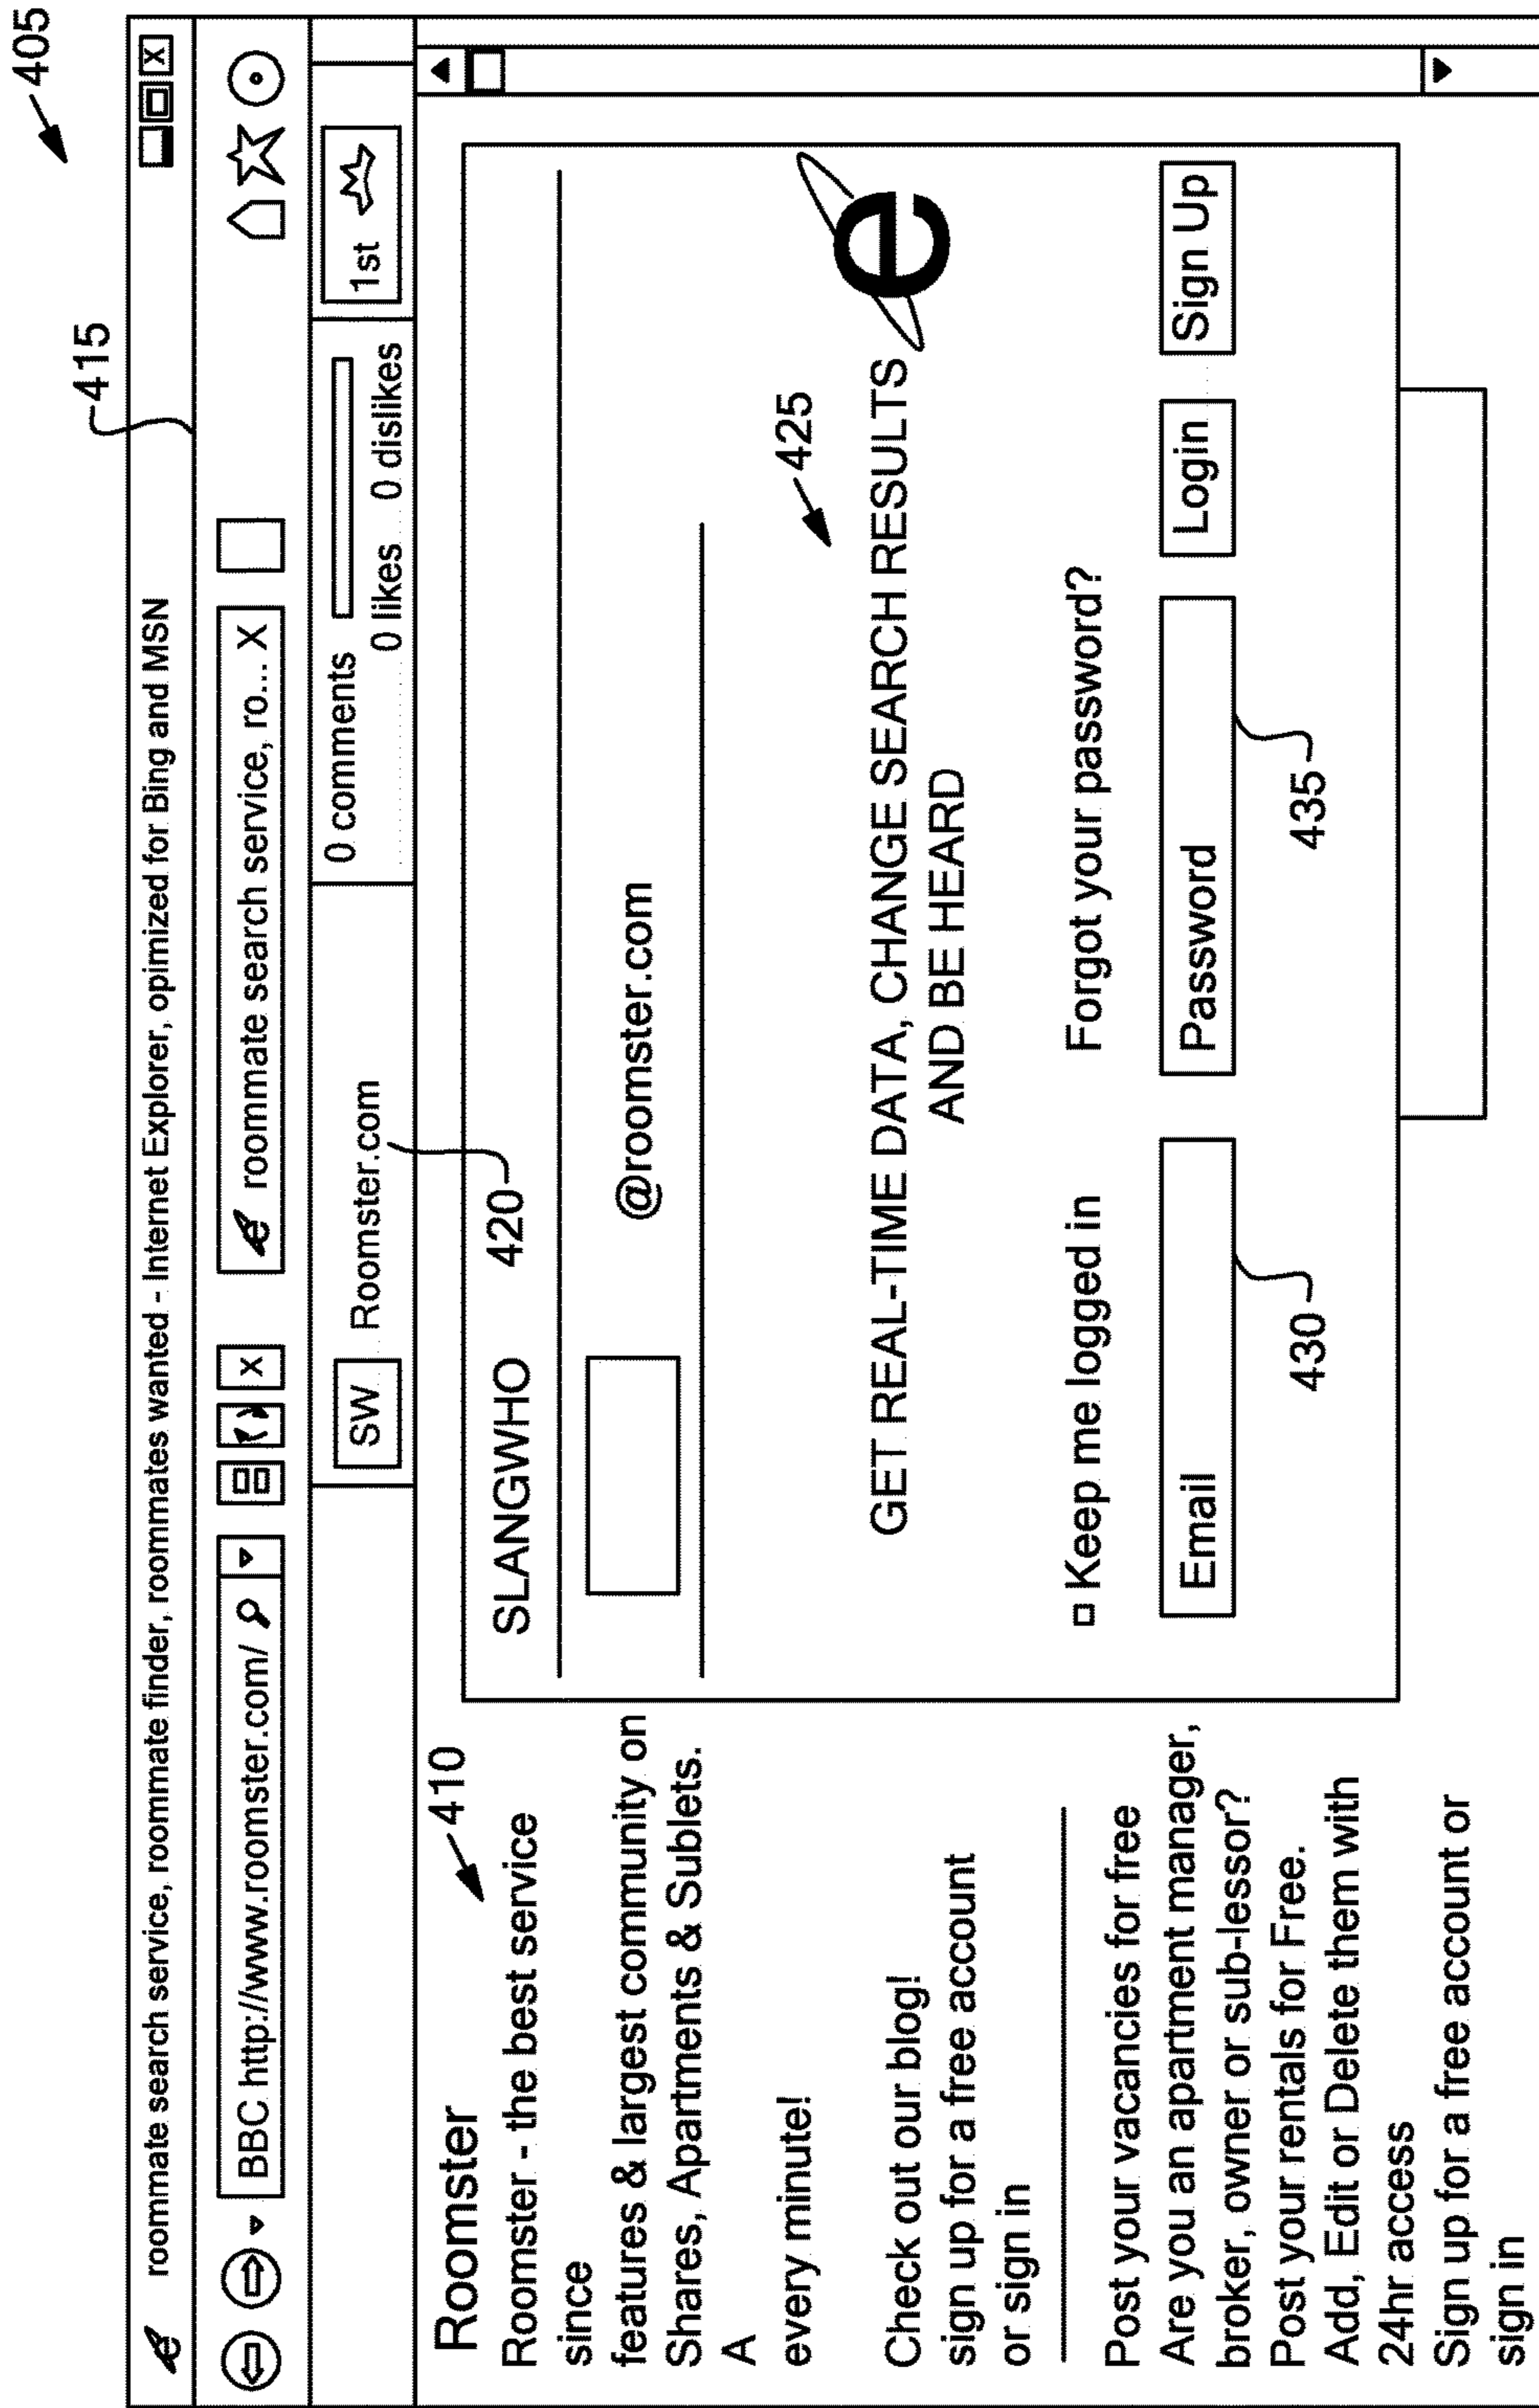 405
415
roommate search service, roommate finder, roommates wanted - Internet Explorer, opimized for Bing and MSN
X
BBC http://www.roomster.com/
X
roommate search service, ro... X
SW Roomster.com
0 comments
0 likes 0 dislikes
1st
410
Roomster
Roomster - the best service
since
features & largest community on
Shares, Apartments & Sublets.
A
every minute!
Check out our blog!
sign up for a free account
or sign in
Post your vacancies for free
Are you an apartment manager,
broker, owner or sub-lessor?
Post your rentals for Free.
Add, Edit or Delete them with
24hr access
Sign up for a free account or
sign in
SLANGWHO
420
@roomster.com
425
GET REAL-TIME DATA, CHANGE SEARCH RESULTS
AND BE HEARD
e
Keep me logged in
Forgot your password?
Email
Password
Login
Sign Up
430
435